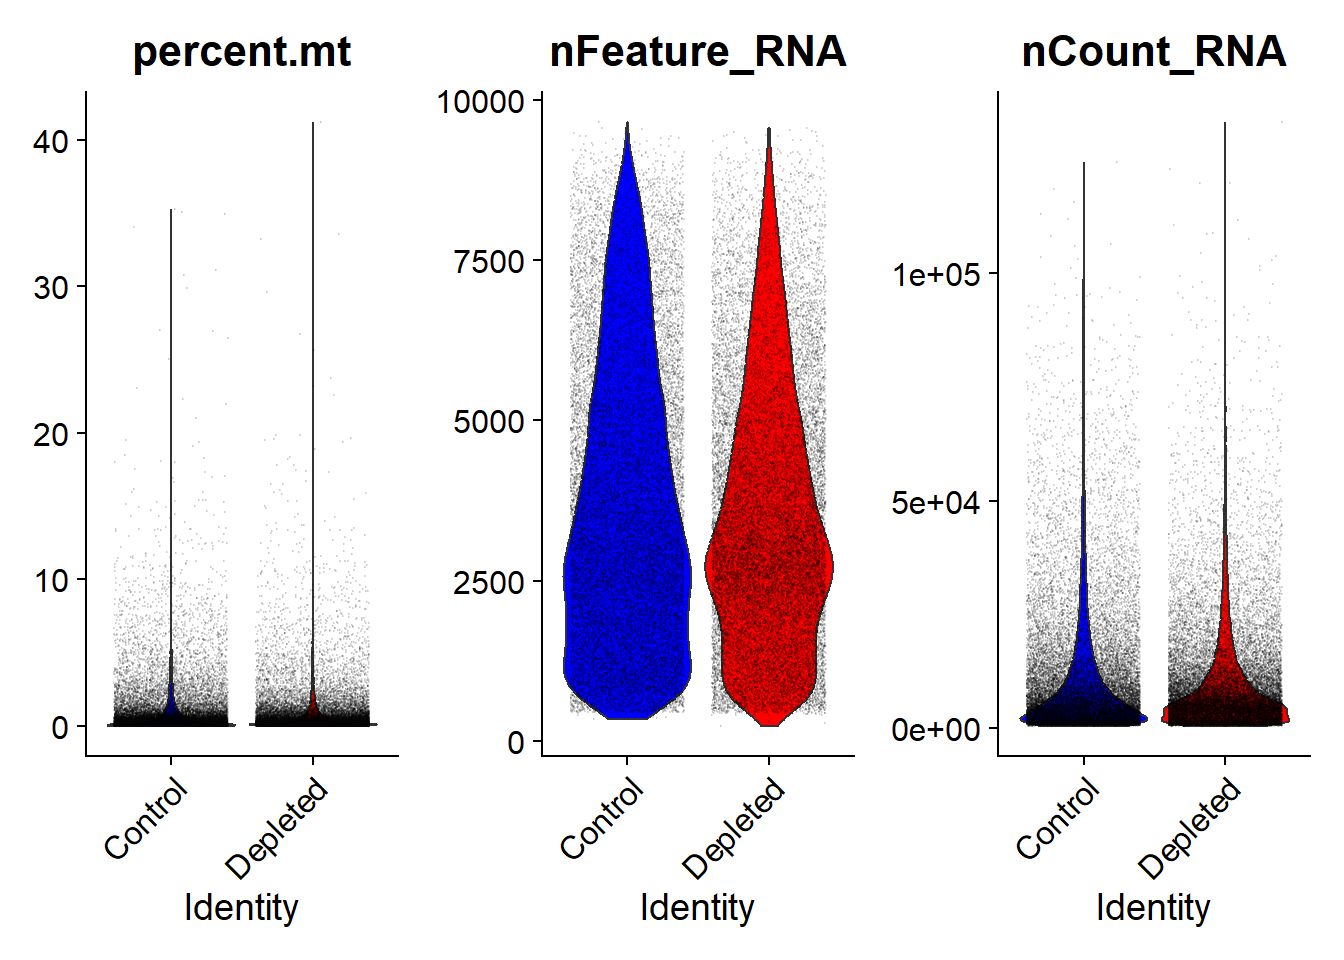 percent.mt
40
30
20
10
0
Control
Depleted
Identity
nFeature_RNA
10000
7500
5000
2500
0
Control
Depleted
Identity
nCount_RNA
1e+05
5e+04
0e+00
Control
Depleted
Identity